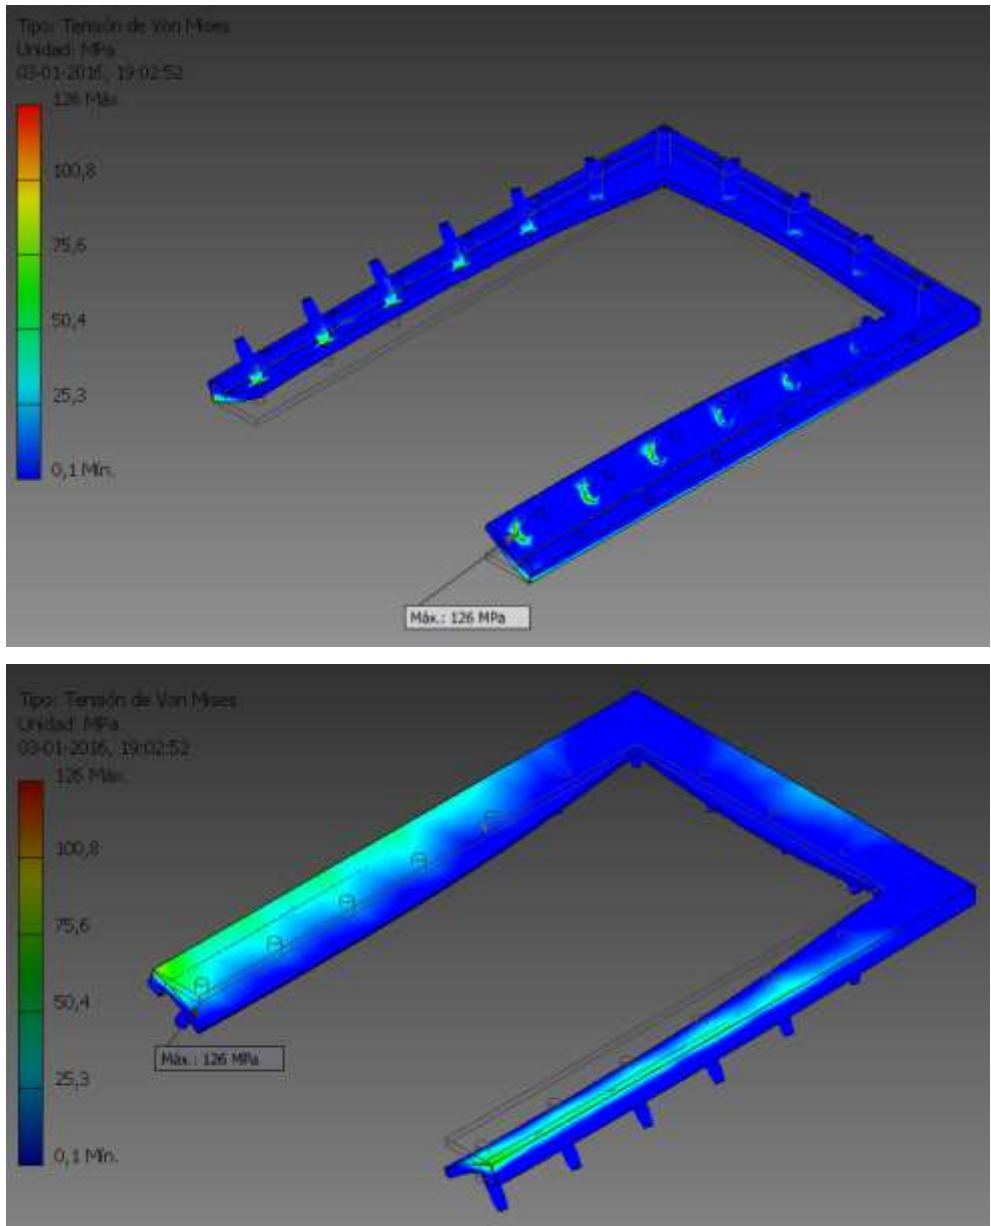 Tipo: Tensión de Von Mises
Unidad: MPa
03-01-2016, 19:02:52
126 Máx.
100,8
75,6
50,4
25,3
0,1 Mín.
Máx.: 126 MPa
Tipo: Tensión de Von Mises
Unidad: MPa
03-01-2016, 19:02:52
126 Máx.
100,8
75,6
50,4
25,3
0,1 Mín.
Máx.: 126 MPa